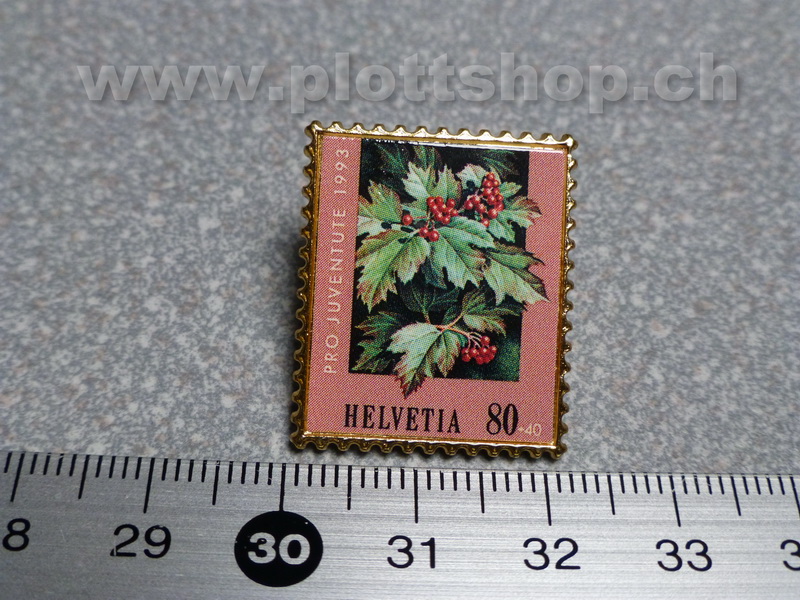 www.plottshop.ch
PRO JUVENTUTE 1993
HELVETIA 80+40
29 30 31 32 33